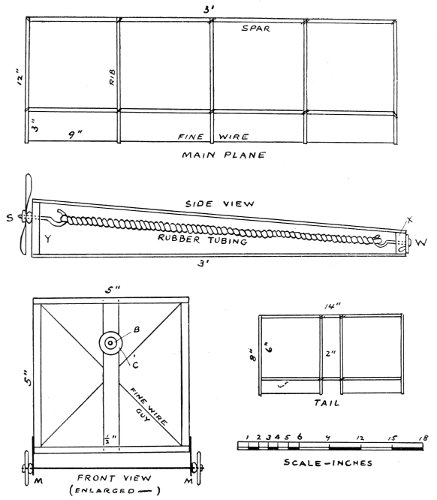 3'
SPAR
12"
RIB
3"
9"
FINE WIRE
MAIN PLANE
SIDE VIEW
S
X
Y
RUBBER TUBING
W
3'
5"
B
C
5"
FINE WIRE
GUY
1/2"
M
M
FRONT VIEW
(ENLARGED—)
14"
8"
6"
2"
TAIL
1 2 3 4 5 6 9 12 15 18
SCALE-INCHES